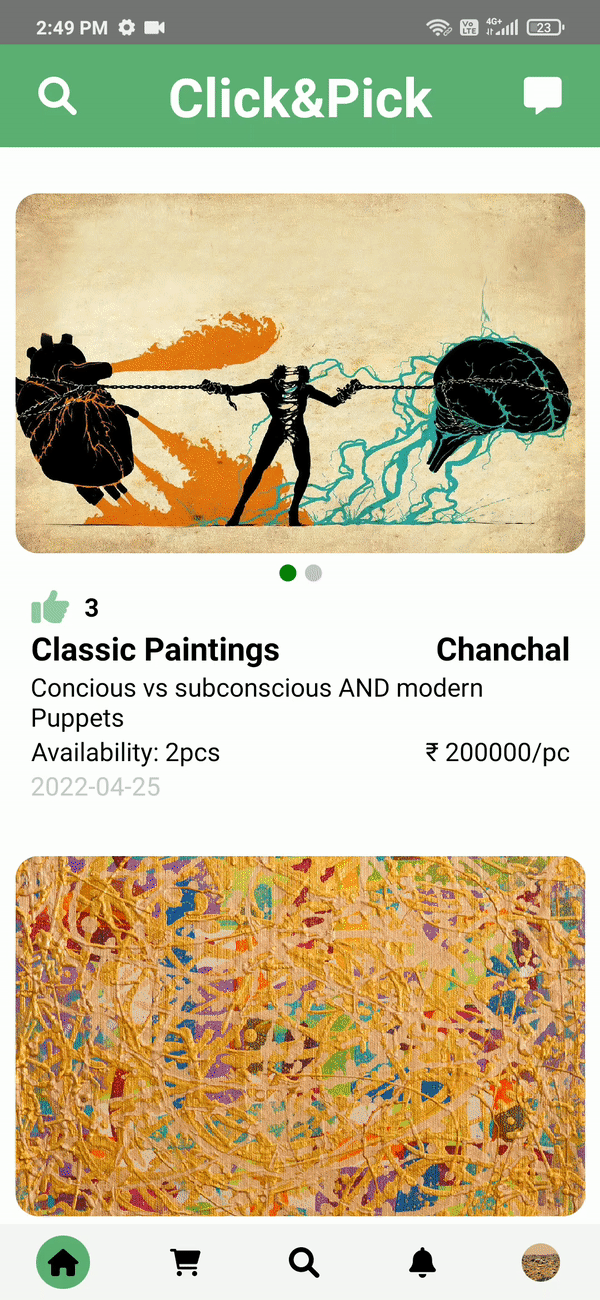 2:49 PM
Vo LTE 4G+ 23
Click&Pick
3
Classic Paintings Chanchal
Concious vs subconscious AND modern
Puppets
Availability: 2pcs ₹ 200000/pc
2022-04-25